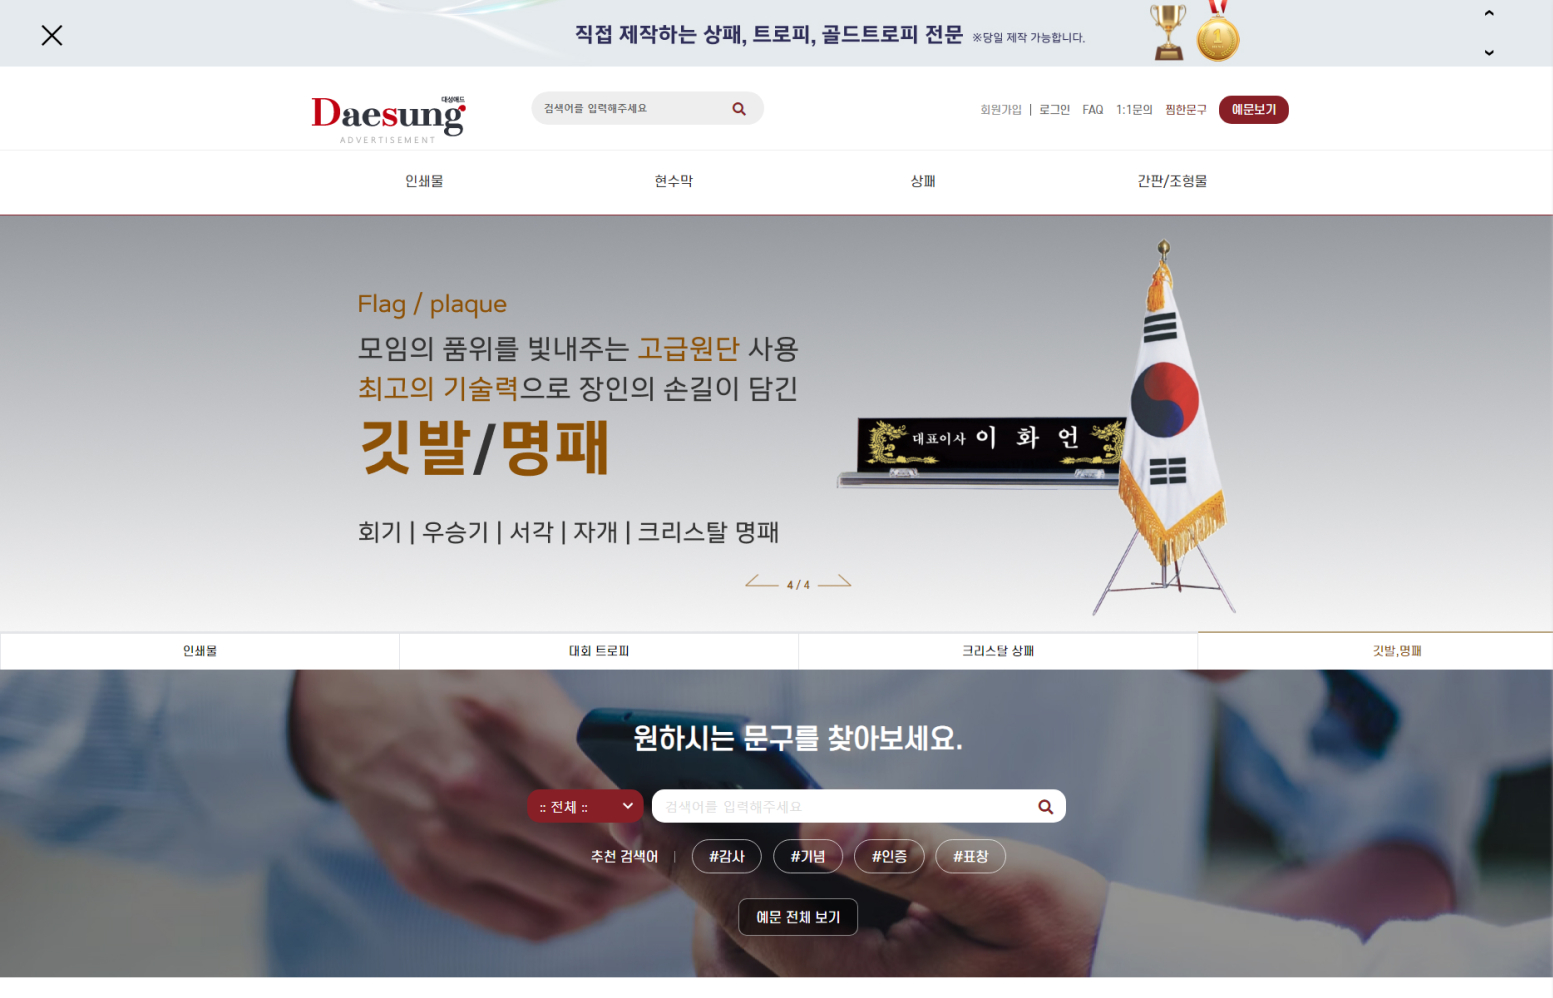 직접 제작하는 상패, 트로피, 골드트로피 전문 ※당일 제작 가능합니다.
1
대성애드
Daesung
ADVERTISEMENT
검색어를 입력해주세요
회원가입 | 로그인 FAQ 1:1문의 찜한문구 예문보기
인쇄물 현수막 상패 간판/조형물
Flag / plaque
모임의 품위를 빛내주는 고급원단 사용
최고의 기술력으로 장인의 손길이 담긴
깃발/명패
대표이사 이 화 언
회기 | 우승기 | 서각 | 자개 | 크리스탈 명패
4 / 4
인쇄물 대회 트로피 크리스탈 상패 깃발,명패
원하시는 문구를 찾아보세요.
:: 전체 :: 검색어를 입력해주세요
추천 검색어 | #감사 #기념 #인증 #표창
예문 전체 보기